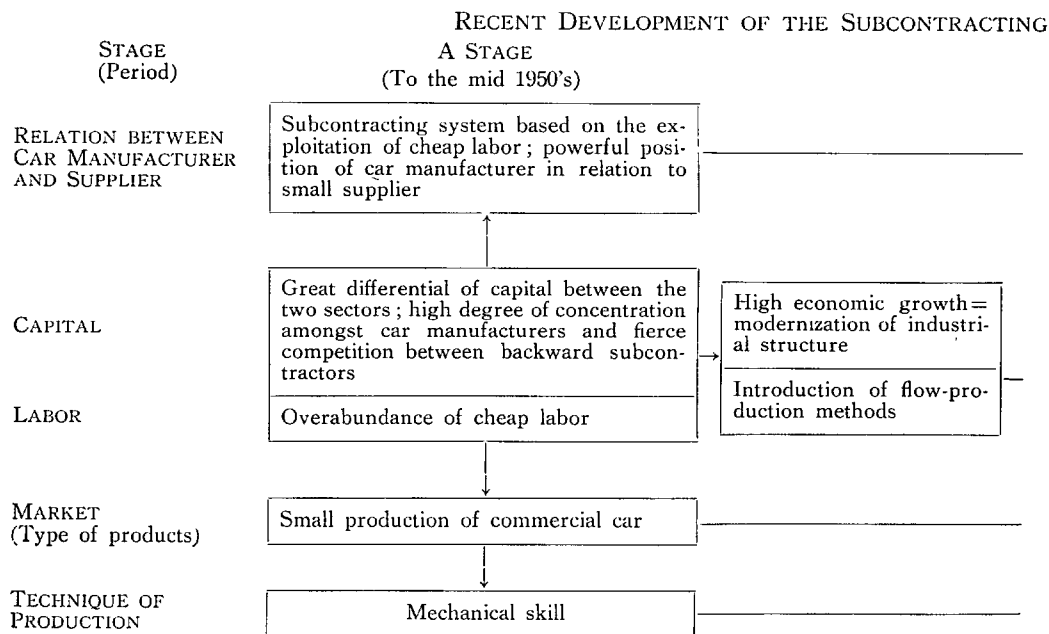 RECENT DEVELOPMENT OF THE SUBCONTRACTING
STAGE
(Period)
A STAGE
(To the mid 1950's)
RELATION BETWEEN
CAR MANUFACTURER
AND SUPPLIER
Subcontracting system based on the ex-
ploitation of cheap labor; powerful posi-
tion of car manufacturer in relation to
small supplier
CAPITAL
Great differential of capital between the
two sectors; high degree of concentration
amongst car manufacturers and fierce
competition between backward subcon-
tractors
High economic growth=
modernization of industri-
al structure
Introduction of flow-pro-
duction methods
LABOR
Overabundance of cheap labor
MARKET
(Type of products)
Small production of commercial car
TECHNIQUE OF
PRODUCTION
Mechanical skill